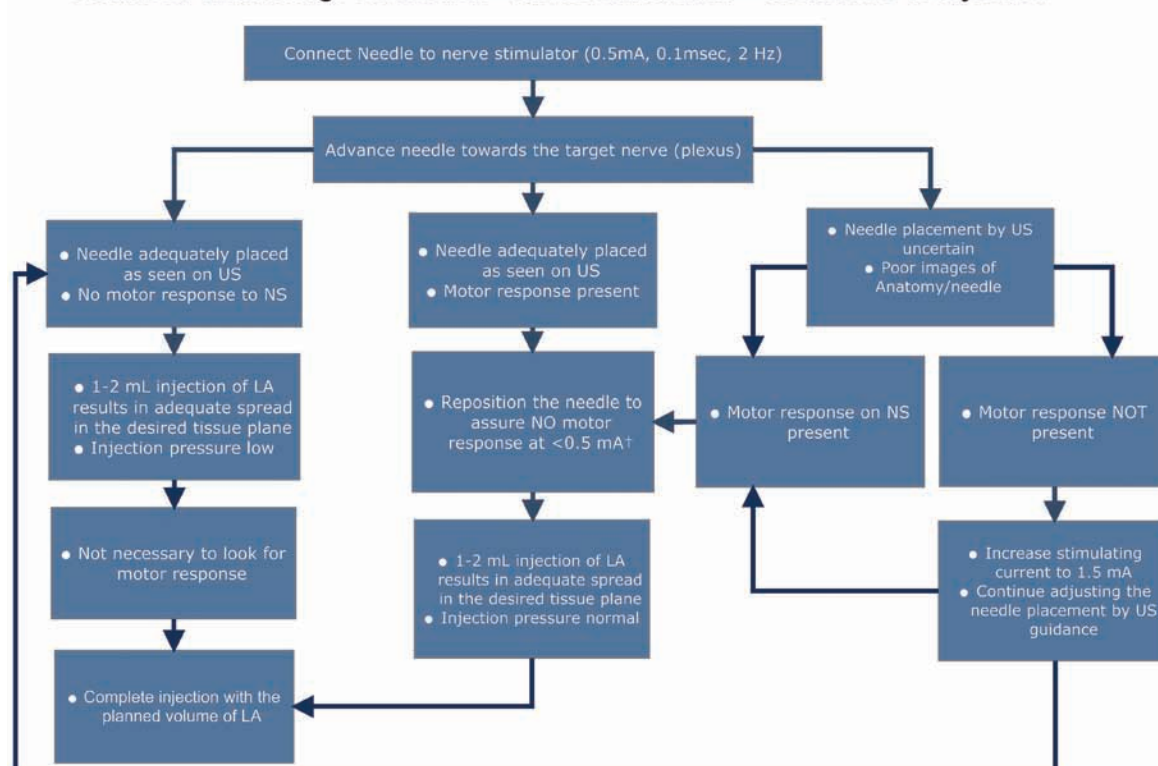 Connect Needle to nerve stimulator (0.5mA, 0.1msec, 2 Hz)
Advance needle towards the target nerve (plexus)
• Needle adequately placed
as seen on US
• No motor response to NS
• Needle adequately placed
as seen on US
• Motor response present
• Needle placement by US
uncertain
• Poor images of
Anatomy/needle
• 1-2 mL injection of LA
results in adequate spread
in the desired tissue plane
• Injection pressure low
• Reposition the needle to
assure NO motor
response at <0.5 mA†
• Motor response on NS
present
• Motor response NOT
present
• Not necessary to look for
motor response
• 1-2 mL injection of LA
results in adequate spread
in the desired tissue plane
• Injection pressure normal
• Increase stimulating
current to 1.5 mA
• Continue adjusting the
needle placement by US
guidance
• Complete injection with the
planned volume of LA